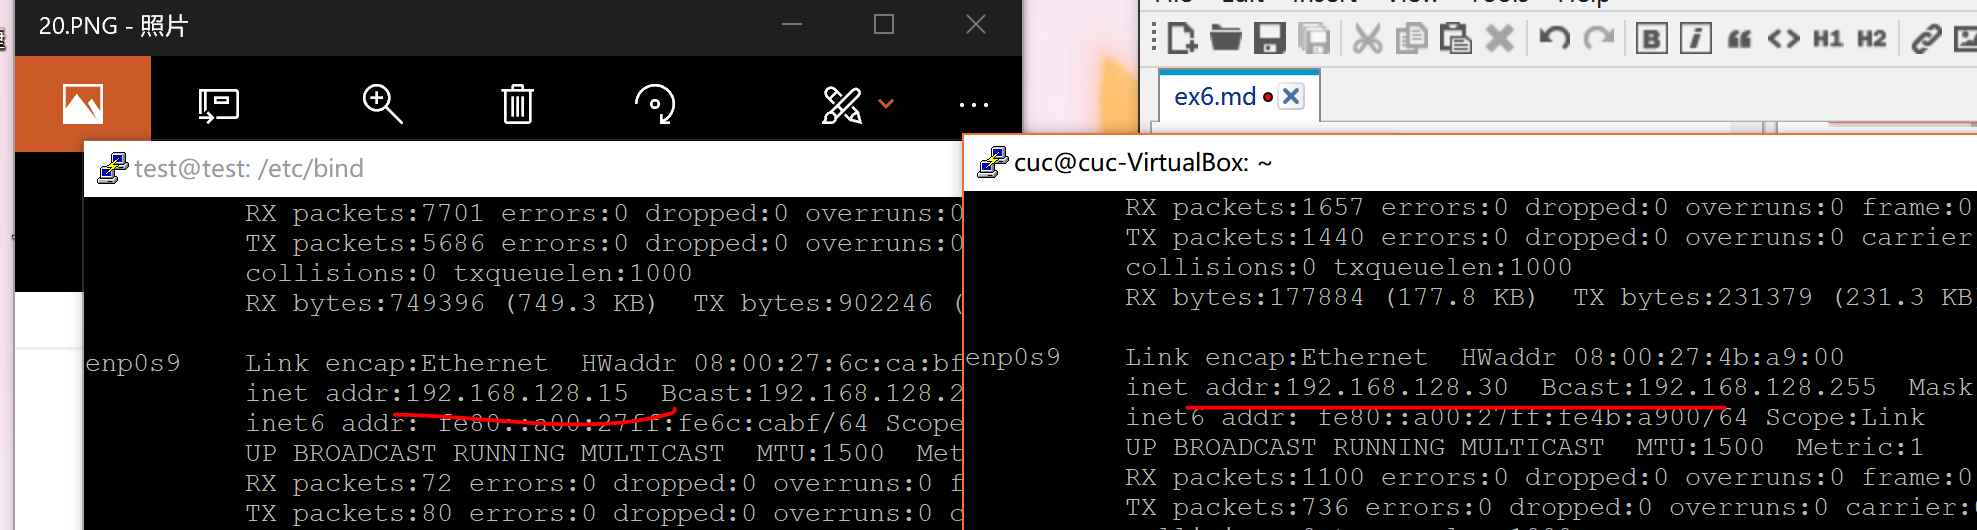 20.PNG - 照片
H1 H2
ex6.md
test@test: /etc/bind
RX packets:7701 errors:0 dropped:0 overruns:0
TX packets:5686 errors:0 dropped:0 overruns:0
collisions:0 txqueuelen:1000
RX bytes:749396 (749.3 KB)  TX bytes:902246 (
enp0s9    Link encap:Ethernet  HWaddr 08:00:27:6c:ca:bf
inet addr:192.168.128.15  Bcast:192.168.128.2
inet6 addr: fe80::a00:27ff:fe6c:cabf/64 Scope
UP BROADCAST RUNNING MULTICAST  MTU:1500  Met
RX packets:72 errors:0 dropped:0 overruns:0 f
TX packets:80 errors:0 dropped:0 overruns:0 c
cuc@cuc-VirtualBox: ~
RX packets:1657 errors:0 dropped:0 overruns:0 frame:0
TX packets:1440 errors:0 dropped:0 overruns:0 carrier
collisions:0 txqueuelen:1000
RX bytes:177884 (177.8 KB)  TX bytes:231379 (231.3 KB
enp0s9    Link encap:Ethernet  HWaddr 08:00:27:4b:a9:00
inet addr:192.168.128.30  Bcast:192.168.128.255  Mask
inet6 addr: fe80::a00:27ff:fe4b:a900/64 Scope:Link
UP BROADCAST RUNNING MULTICAST  MTU:1500  Metric:1
RX packets:1100 errors:0 dropped:0 overruns:0 frame:0
TX packets:736 errors:0 dropped:0 overruns:0 carrier: